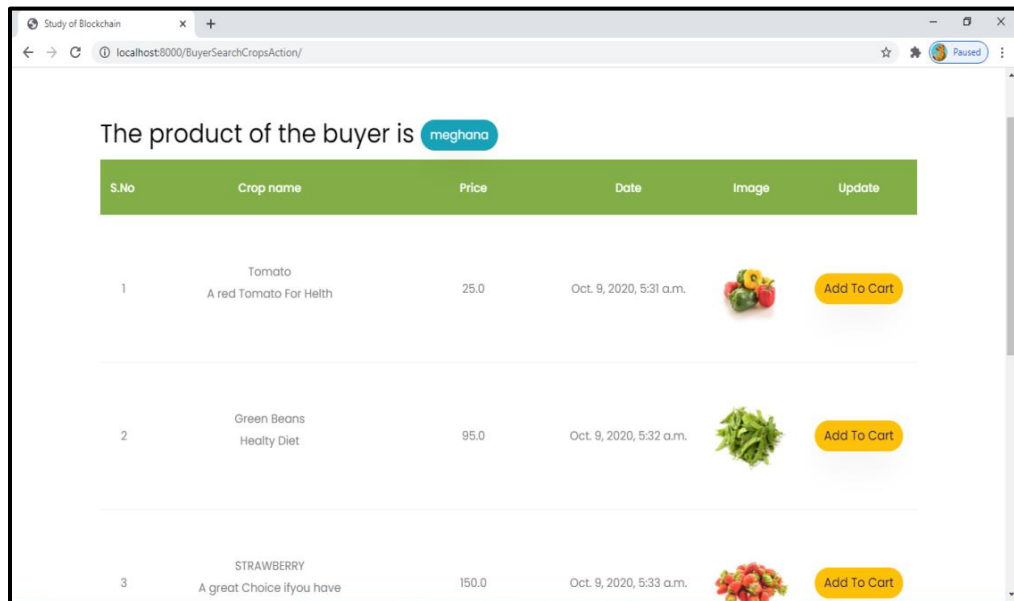 Study of Blockchain
localhost:8000/BuyerSearchCropsAction/
Paused
The product of the buyer is meghana
S.No Crop name Price Date Image Update
Tomato
1 A red Tomato For Helth 25.0 Oct. 9, 2020, 5:31 a.m. Add To Cart
Green Beans
2 Healty Diet 95.0 Oct. 9, 2020, 5:32 a.m. Add To Cart
STRAWBERRY
3 A great Choice ifyou have 150.0 Oct. 9, 2020, 5:33 a.m. Add To Cart